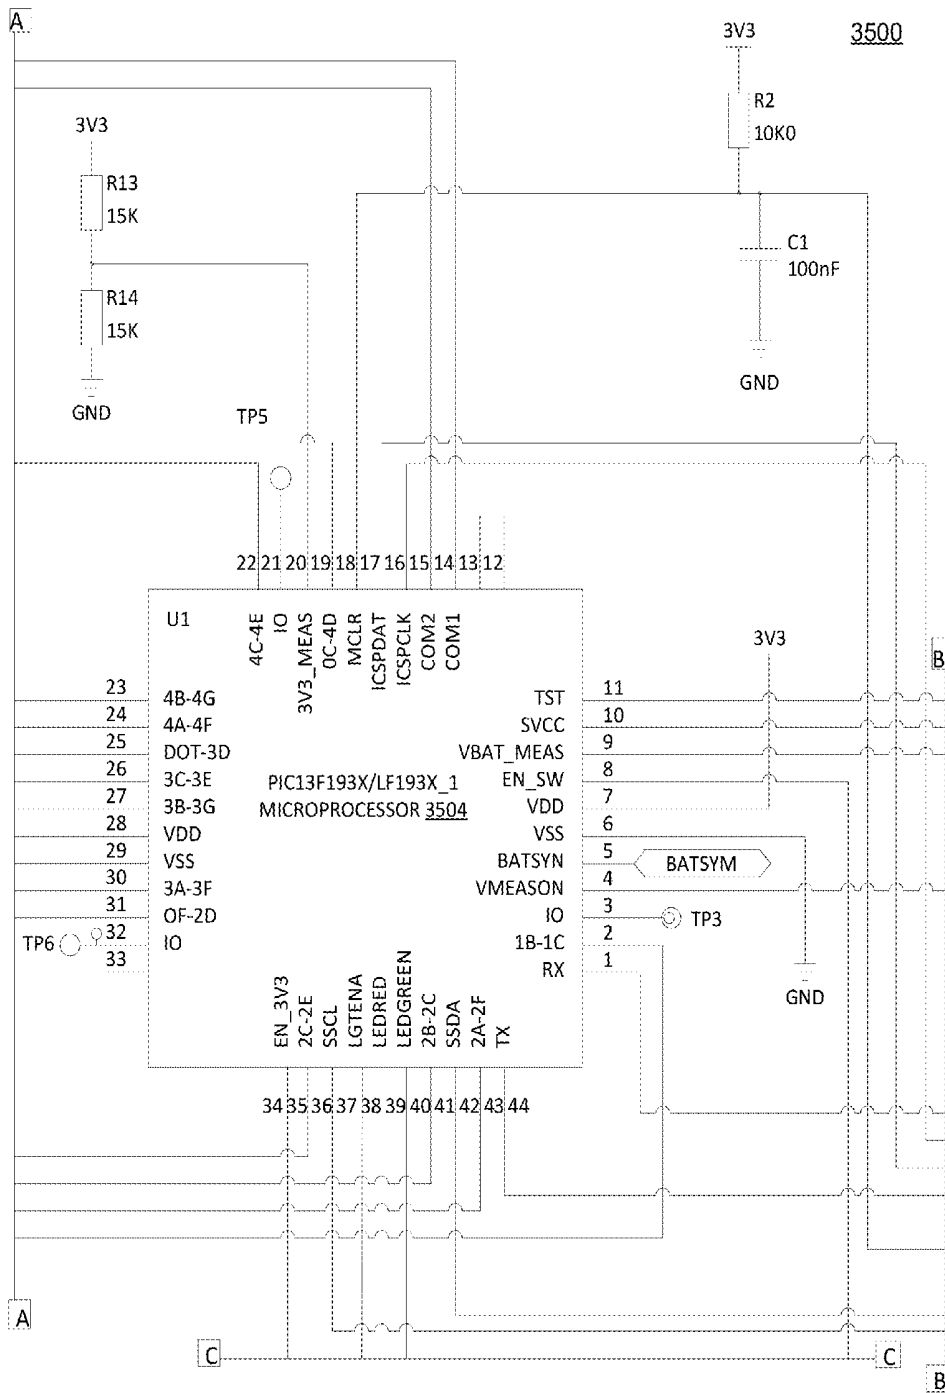 A
3500
3V3
R2
10K0
3V3
R13
15K
C1
100nF
R14
15K
GND
GND
TP5
22 21 20 19 18 17 16 15 14 13 12
U1
4C-4E
IO
3V3_MEAS
0C-4D
MCLR
ICSPDAT
ICSPCLK
COM2
COM1
3V3
B
23 4B-4G
24 4A-4F
25 DOT-3D
26 3C-3E
27 3B-3G
28 VDD
29 VSS
30 3A-3F
31 OF-2D
TP6 32 IO
33
PIC13F193X/LF193X_1
MICROPROCESSOR 3504
TST 11
SVCC 10
VBAT_MEAS 9
EN_SW 8
VDD 7
VSS 6
BATSYN 5 BATSYM
VMEASON 4
IO 3 TP3
1B-1C 2
RX 1
GND
EN_3V3
2C-2E
SSCL
LGTENA
LEDRED
LEDGREEN
2B-2C
SSDA
2A-2F
TX
34 35 36 37 38 39 40 41 42 43 44
A
C
C
B